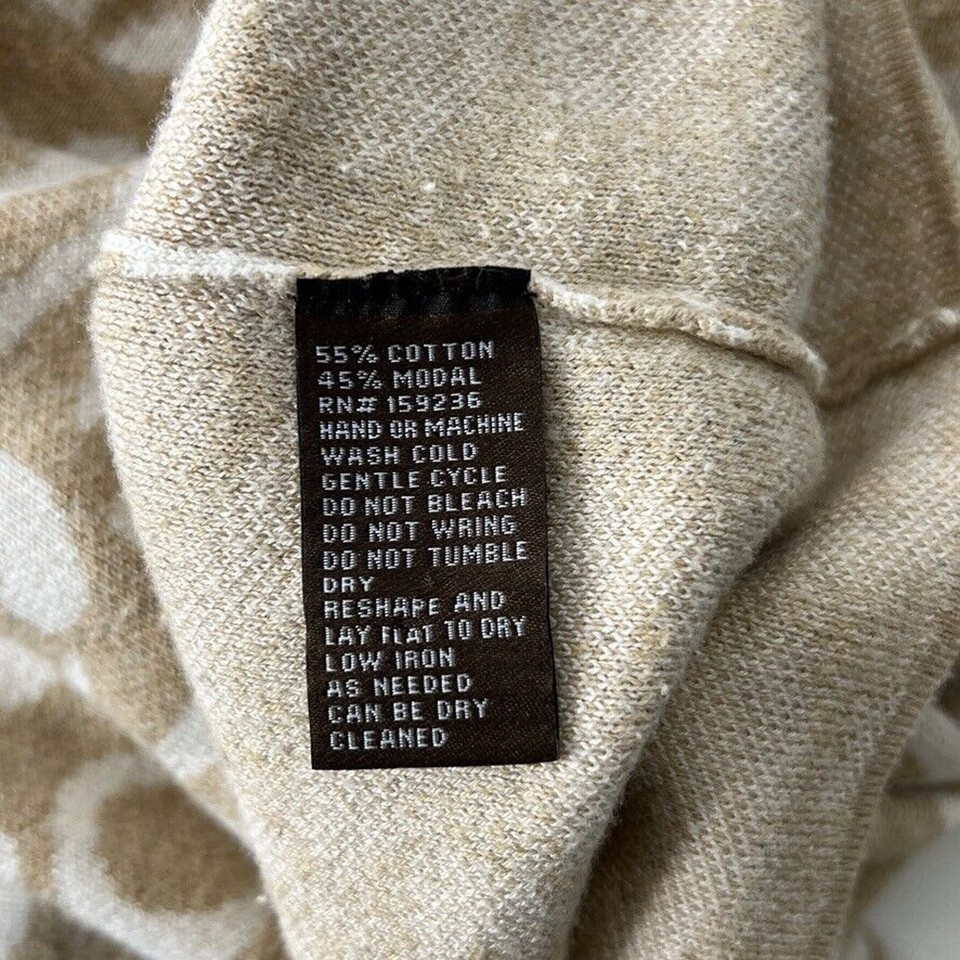 55% COTTON
45% MODAL
RN# 159236
HAND OR MACHINE
WASH COLD
GENTLE CYCLE
DO NOT BLEACH
DO NOT WRING
DO NOT TUMBLE
DRY
RESHAPE AND
LAY FLAT TO DRY
LOW IRON
AS NEEDED
CAN BE DRY
CLEANED